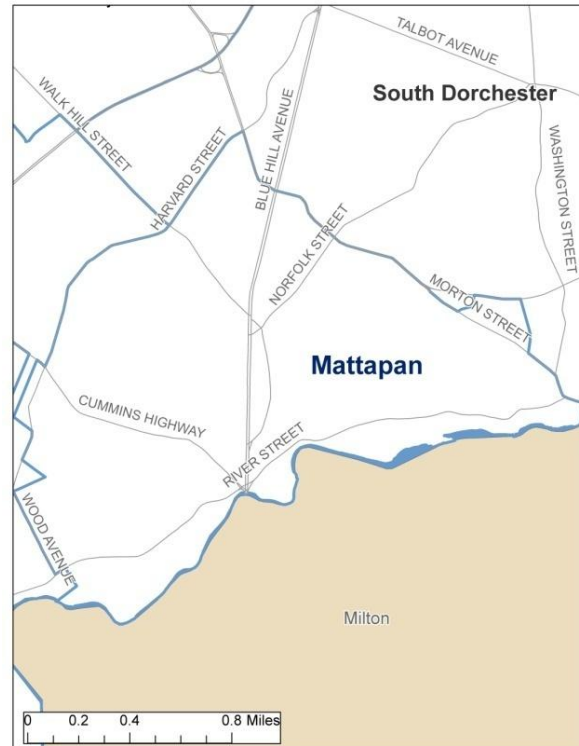 TALBOT AVENUE
South Dorchester
WALK HILL STREET
BLUE HILL AVENUE
HARVARD STREET
WASHINGTON STREET
NORFOLK STREET
MORTON STREET
Mattapan
CUMMINS HIGHWAY
RIVER STREET
WOOD AVENUE
Milton
0 0.2 0.4 0.8 Miles